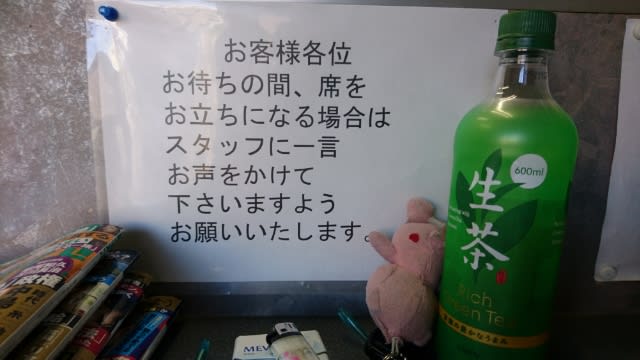 お客様各位
お待ちの間、席を
お立ちになる場合は
スタッフに一言
お声をかけて
下さいますよう
お願いいたします。
600ml
生茶
Rich
Green Tea
MEV